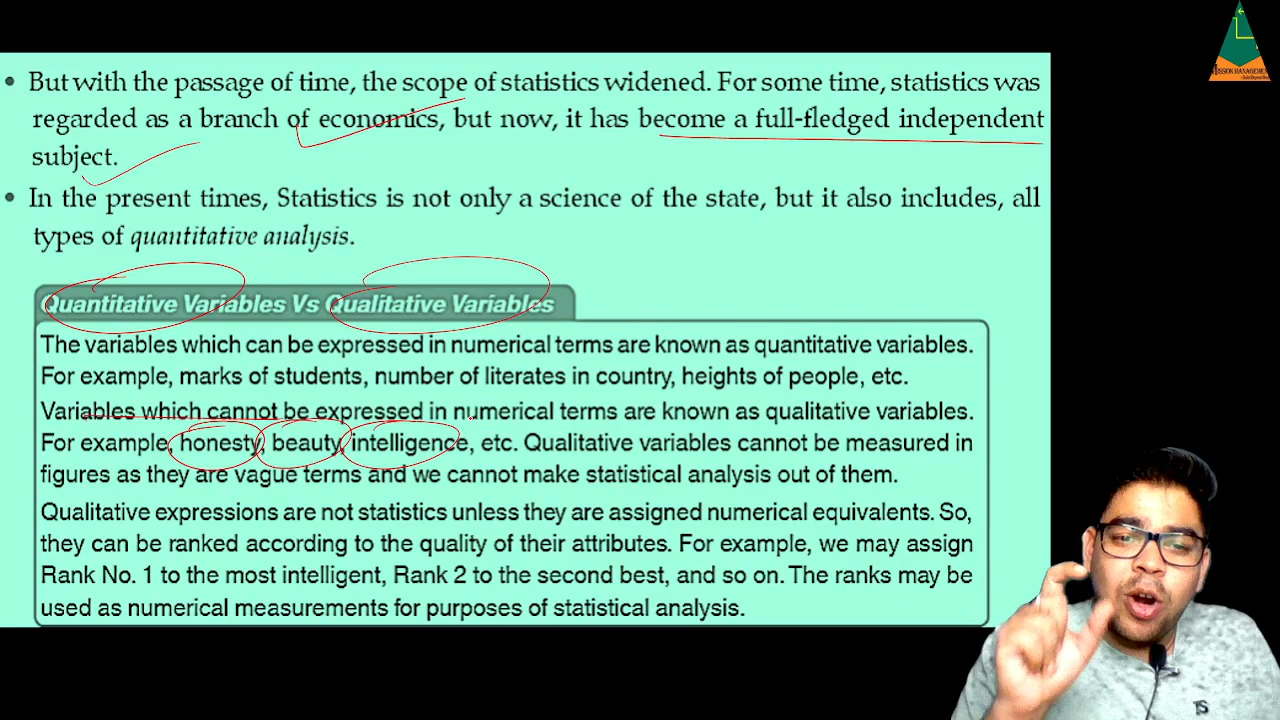 • But with the passage of time, the scope of statistics widened. For some time, statistics was
regarded as a branch of economics, but now, it has become a full-fledged independent
subject.
• In the present times, Statistics is not only a science of the state, but it also includes, all
types of quantitative analysis.
Quantitative Variables Vs Qualitative Variables
The variables which can be expressed in numerical terms are known as quantitative variables.
For example, marks of students, number of literates in country, heights of people, etc.
Variables which cannot be expressed in numerical terms are known as qualitative variables.
For example, honesty, beauty, intelligence, etc. Qualitative variables cannot be measured in
figures as they are vague terms and we cannot make statistical analysis out of them.
Qualitative expressions are not statistics unless they are assigned numerical equivalents. So,
they can be ranked according to the quality of their attributes. For example, we may assign
Rank No. 1 to the most intelligent, Rank 2 to the second best, and so on. The ranks may be
used as numerical measurements for purposes of statistical analysis.
MISSION MANAGEMENT